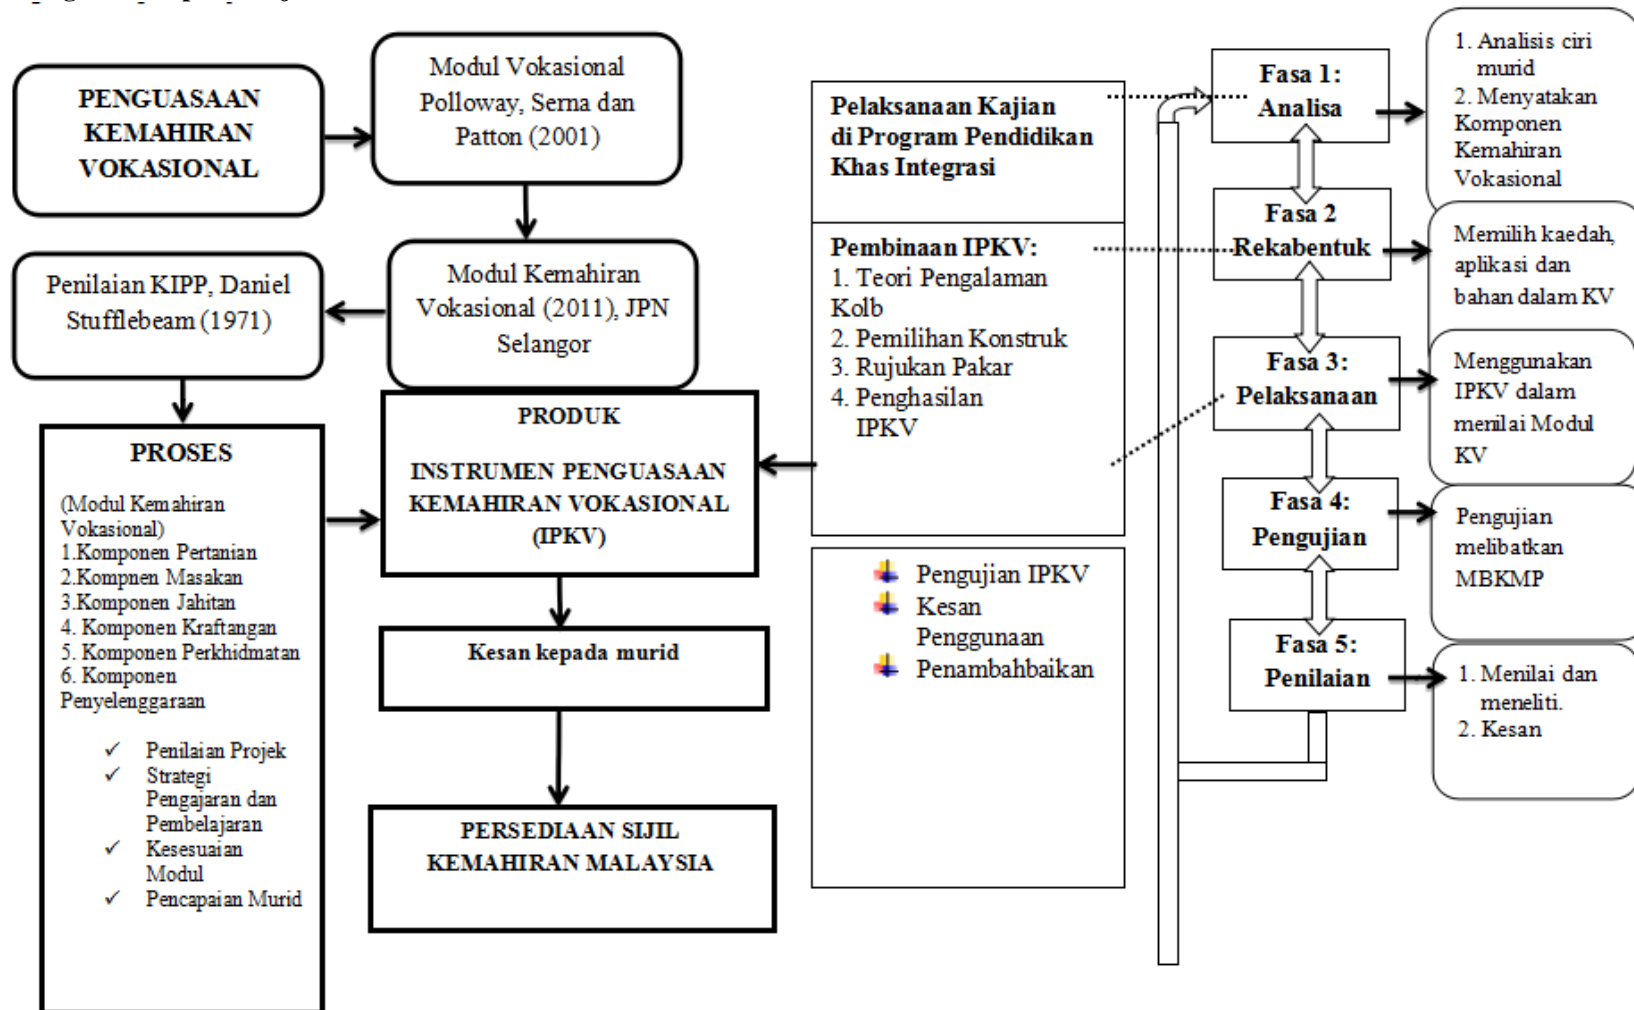 PENGUASAAN
KEMAHIRAN
VOKASIONAL
Modul Vokasional
Polloway, Serna dan
Patton (2001)
Penilaian KIPP, Daniel
Stufflebeam (1971)
Modul Kemahiran
Vokasional (2011), JPN
Selangor
PROSES
(Modul Kemahiran
Vokasional)
1.Komponen Pertanian
2.Kompnen Masakan
3.Komponen Jahitan
4. Komponen Kraftangan
5. Komponen Perkhidmatan
6. Komponen
Penyelenggaraan
✓ Penilaian Projek
✓ Strategi
Pengajaran dan
Pembelajaran
✓ Kesesuaian
Modul
✓ Pencapaian Murid
PRODUK
INSTRUMEN PENGUASAAN
KEMAHIRAN VOKASIONAL
(IPKV)
Kesan kepada murid
PERSEDIAAN SIJIL
KEMAHIRAN MALAYSIA
Pelaksanaan Kajian
di Program Pendidikan
Khas Integrasi
Pembinaan IPKV:
1. Teori Pengalaman
Kolb
2. Pemilihan Konstruk
3. Rujukan Pakar
4. Penghasilan
IPKV
Pengujian IPKV
Kesan
Penggunaan
Penambahbaikan
Fasa 1:
Analisa
1. Analisis ciri
murid
2. Menyatakan
Komponen
Kemahiran
Vokasional
Fasa 2
Rekabentuk
Memilih kaedah,
aplikasi dan
bahan dalam KV
Fasa 3:
Pelaksanaan
Menggunakan
IPKV dalam
menilai Modul
KV
Fasa 4:
Pengujian
Pengujian
melibatkan
MBKMP
Fasa 5:
Penilaian
1. Menilai dan
meneliti.
2. Kesan